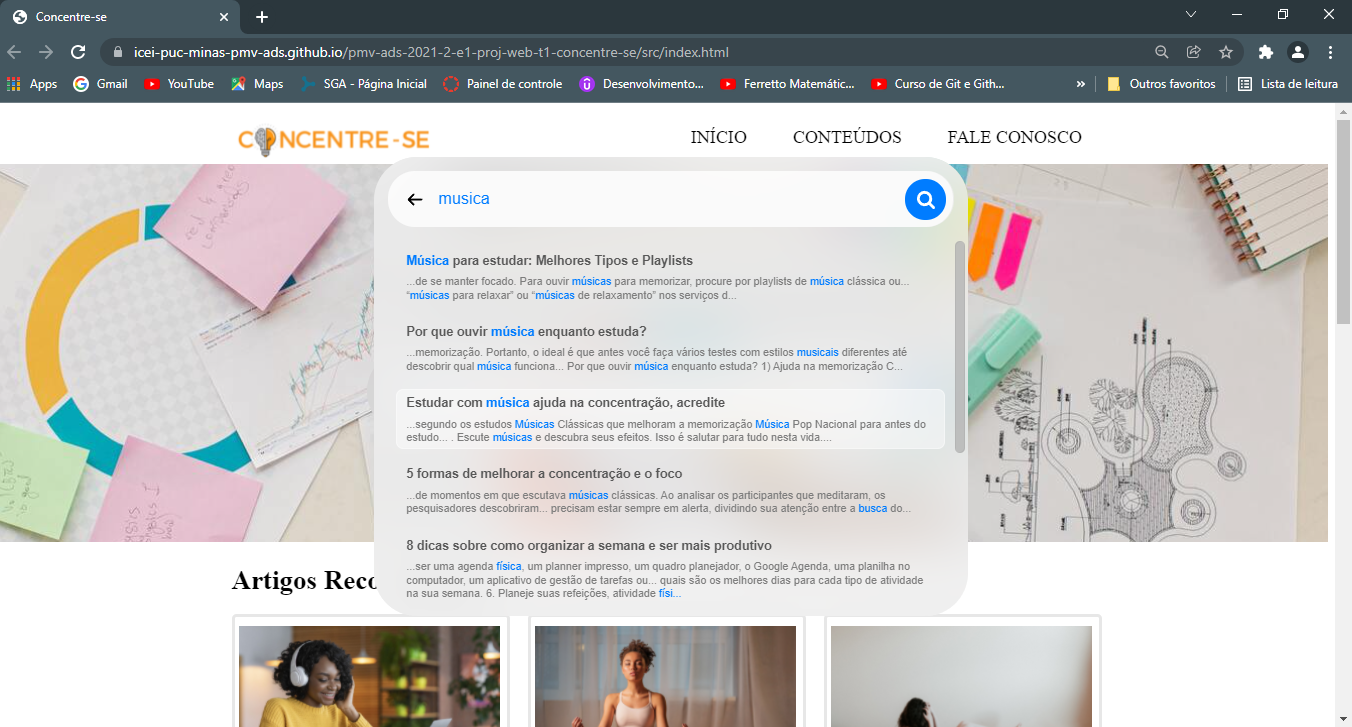 Concentre-se
icei-puc-minas-pmv-ads.github.io/pmv-ads-2021-2-e1-proj-web-t1-concentre-se/src/index.html
Apps Gmail YouTube Maps SGA - Página Inicial Painel de controle Desenvolvimento... Ferretto Matemátic... Curso de Git e Gith... » Outros favoritos Lista de leitura
CONCENTRE-SE INÍCIO CONTEÚDOS FALE CONOSCO
musica
Música para estudar: Melhores Tipos e Playlists
...de se manter focado. Para ouvir músicas para memorizar, procure por playlists de música clássica ou...
“músicas para relaxar” ou “músicas de relaxamento” nos serviços d...
Por que ouvir música enquanto estuda?
...memorização. Portanto, o ideal é que antes você faça vários testes com estilos musicais diferentes até
descobrir qual música funciona... Por que ouvir música enquanto estuda? 1) Ajuda na memorização C...
Estudar com música ajuda na concentração, acredite
...segundo os estudos Músicas Clássicas que melhoram a memorização Música Pop Nacional para antes do
estudo... . Escute músicas e descubra seus efeitos. Isso é salutar para tudo nesta vida....
5 formas de melhorar a concentração e o foco
...de momentos em que escutava músicas clássicas. Ao analisar os participantes que meditaram, os
pesquisadores descobriram... precisam estar sempre em alerta, dividindo sua atenção entre a busca do...
8 dicas sobre como organizar a semana e ser mais produtivo
...ser uma agenda física, um planner impresso, um quadro planejador, o Google Agenda, uma planilha no
computador, um aplicativo de gestão de tarefas ou... quais são os melhores dias para cada tipo de atividade
na sua semana. 6. Planeje suas refeições, atividade físi...
Artigos Reco